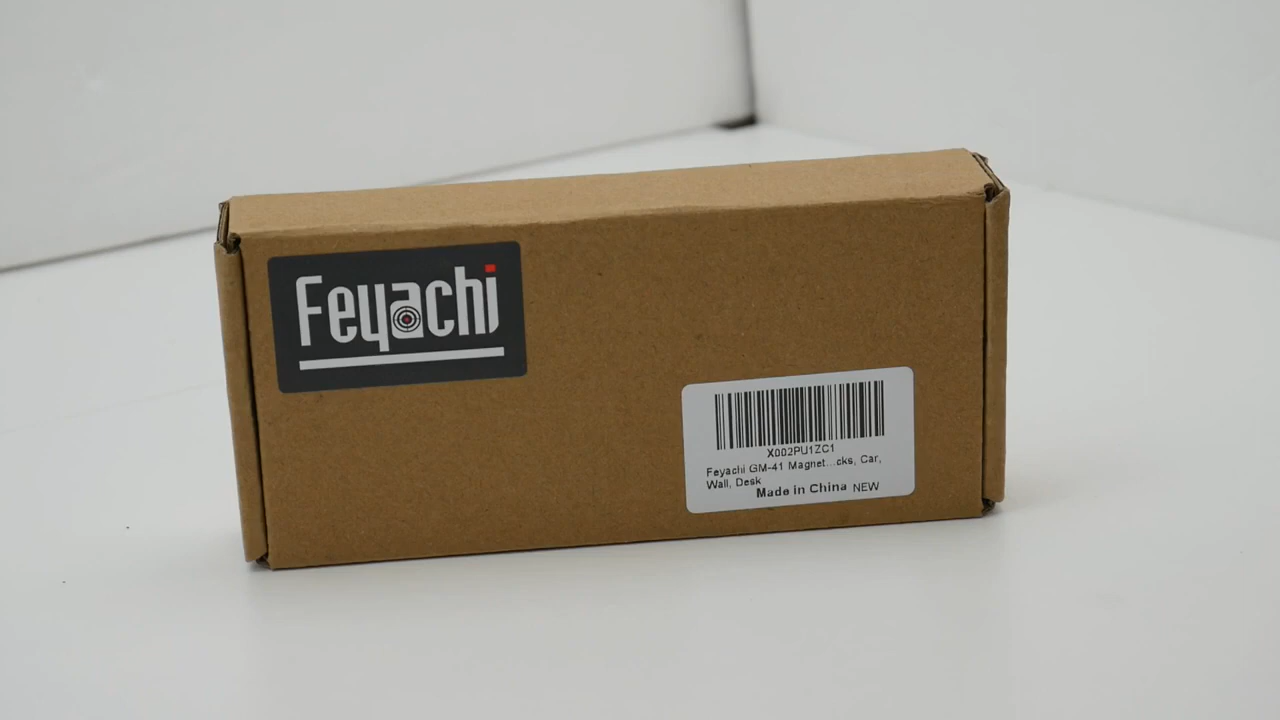 Feyachi
X002PU1ZC1
Feyachi GM-41 Magnet...cks, Car,
Wall, Desk
Made in China NEW